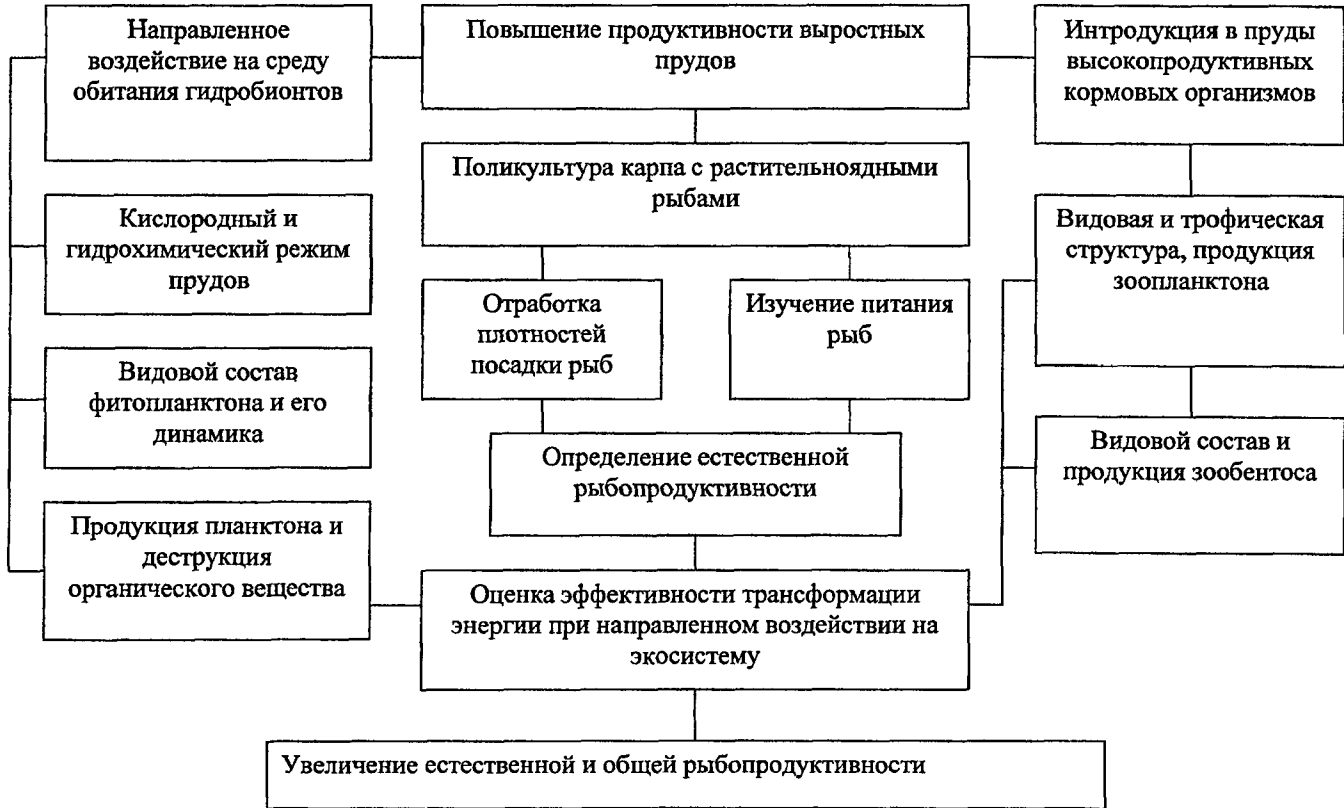 Направленное
воздействие на среду
обитания гидробионтов
Повышение продуктивности выростных
прудов
Интродукция в пруды
высокопродуктивных
кормовых организмов
Поликультура карпа с растительноядными
рыбами
Кислородный и
гидрохимический режим
прудов
Видовая и трофическая
структура, продукция
зоопланктона
Отработка
плотностей
посадки рыб
Изучение питания
рыб
Видовой состав
фитопланктона и его
динамика
Видовой состав и
продукция зообентоса
Определение естественной
рыбопродуктивности
Продукция планктона и
деструкция
органического вещества
Оценка эффективности трансформации
энергии при направленном воздействии на
экосистему
Увеличение естественной и общей рыбопродуктивности